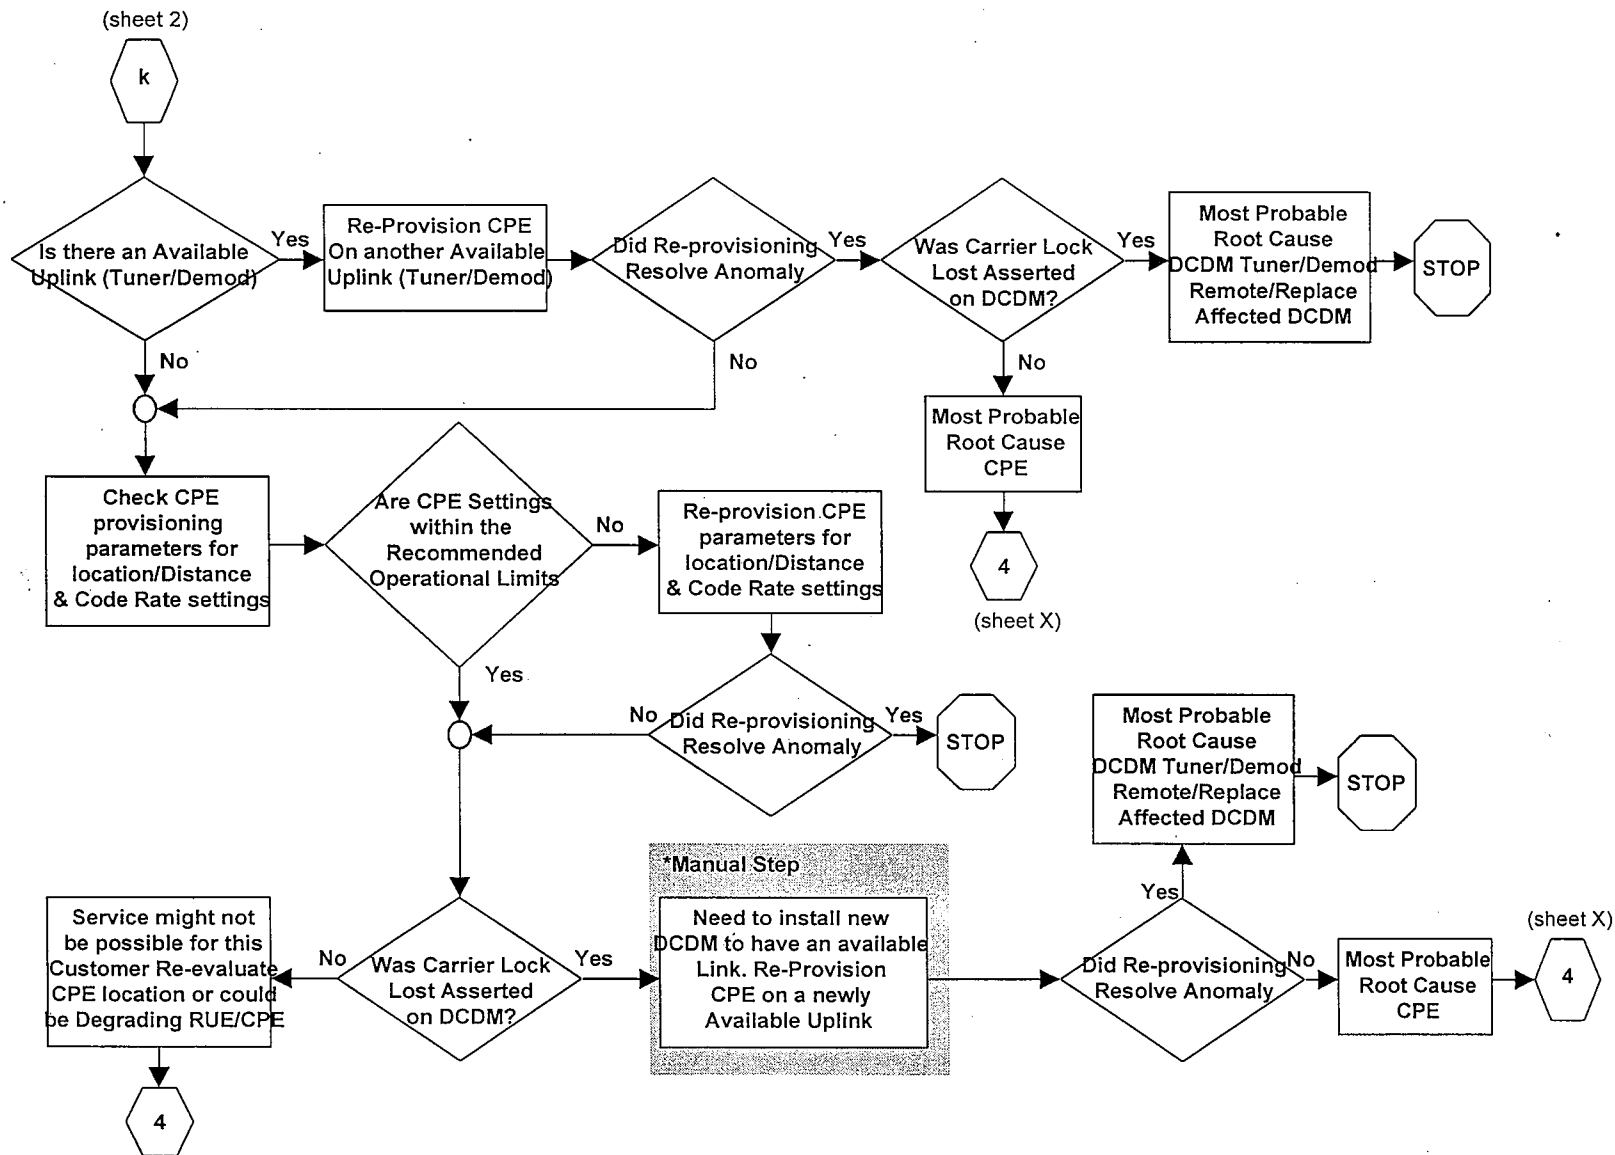 (sheet 2)
k
Is there an Available
Uplink (Tuner/Demod)
Yes
No
Re-Provision CPE
On another Available
Uplink (Tuner/Demod)
Did Re-provisioning
Resolve Anomaly
Yes
No
Was Carrier Lock
Lost Asserted
on DCDM?
Yes
No
Most Probable
Root Cause
DCDM Tuner/Demod
Remote/Replace
Affected DCDM
STOP
Most Probable
Root Cause
CPE
4
(sheet X)
Check CPE
provisioning
parameters for
location/Distance
& Code Rate settings
Are CPE Settings
within the
Recommended
Operational Limits
No
Yes
Re-provision CPE
parameters for
location/Distance
& Code Rate settings
Did Re-provisioning
Resolve Anomaly
No
Yes
STOP
Was Carrier Lock
Lost Asserted
on DCDM?
No
Yes
Service might not
be possible for this
Customer Re-evaluate
CPE location or could
be Degrading RUE/CPE
4
*Manual Step
Need to install new
DCDM to have an available
Link. Re-Provision
CPE on a newly
Available Uplink
Did Re-provisioning
Resolve Anomaly
Yes
No
Most Probable
Root Cause
DCDM Tuner/Demod
Remote/Replace
Affected DCDM
STOP
Most Probable
Root Cause
CPE
(sheet X)
4